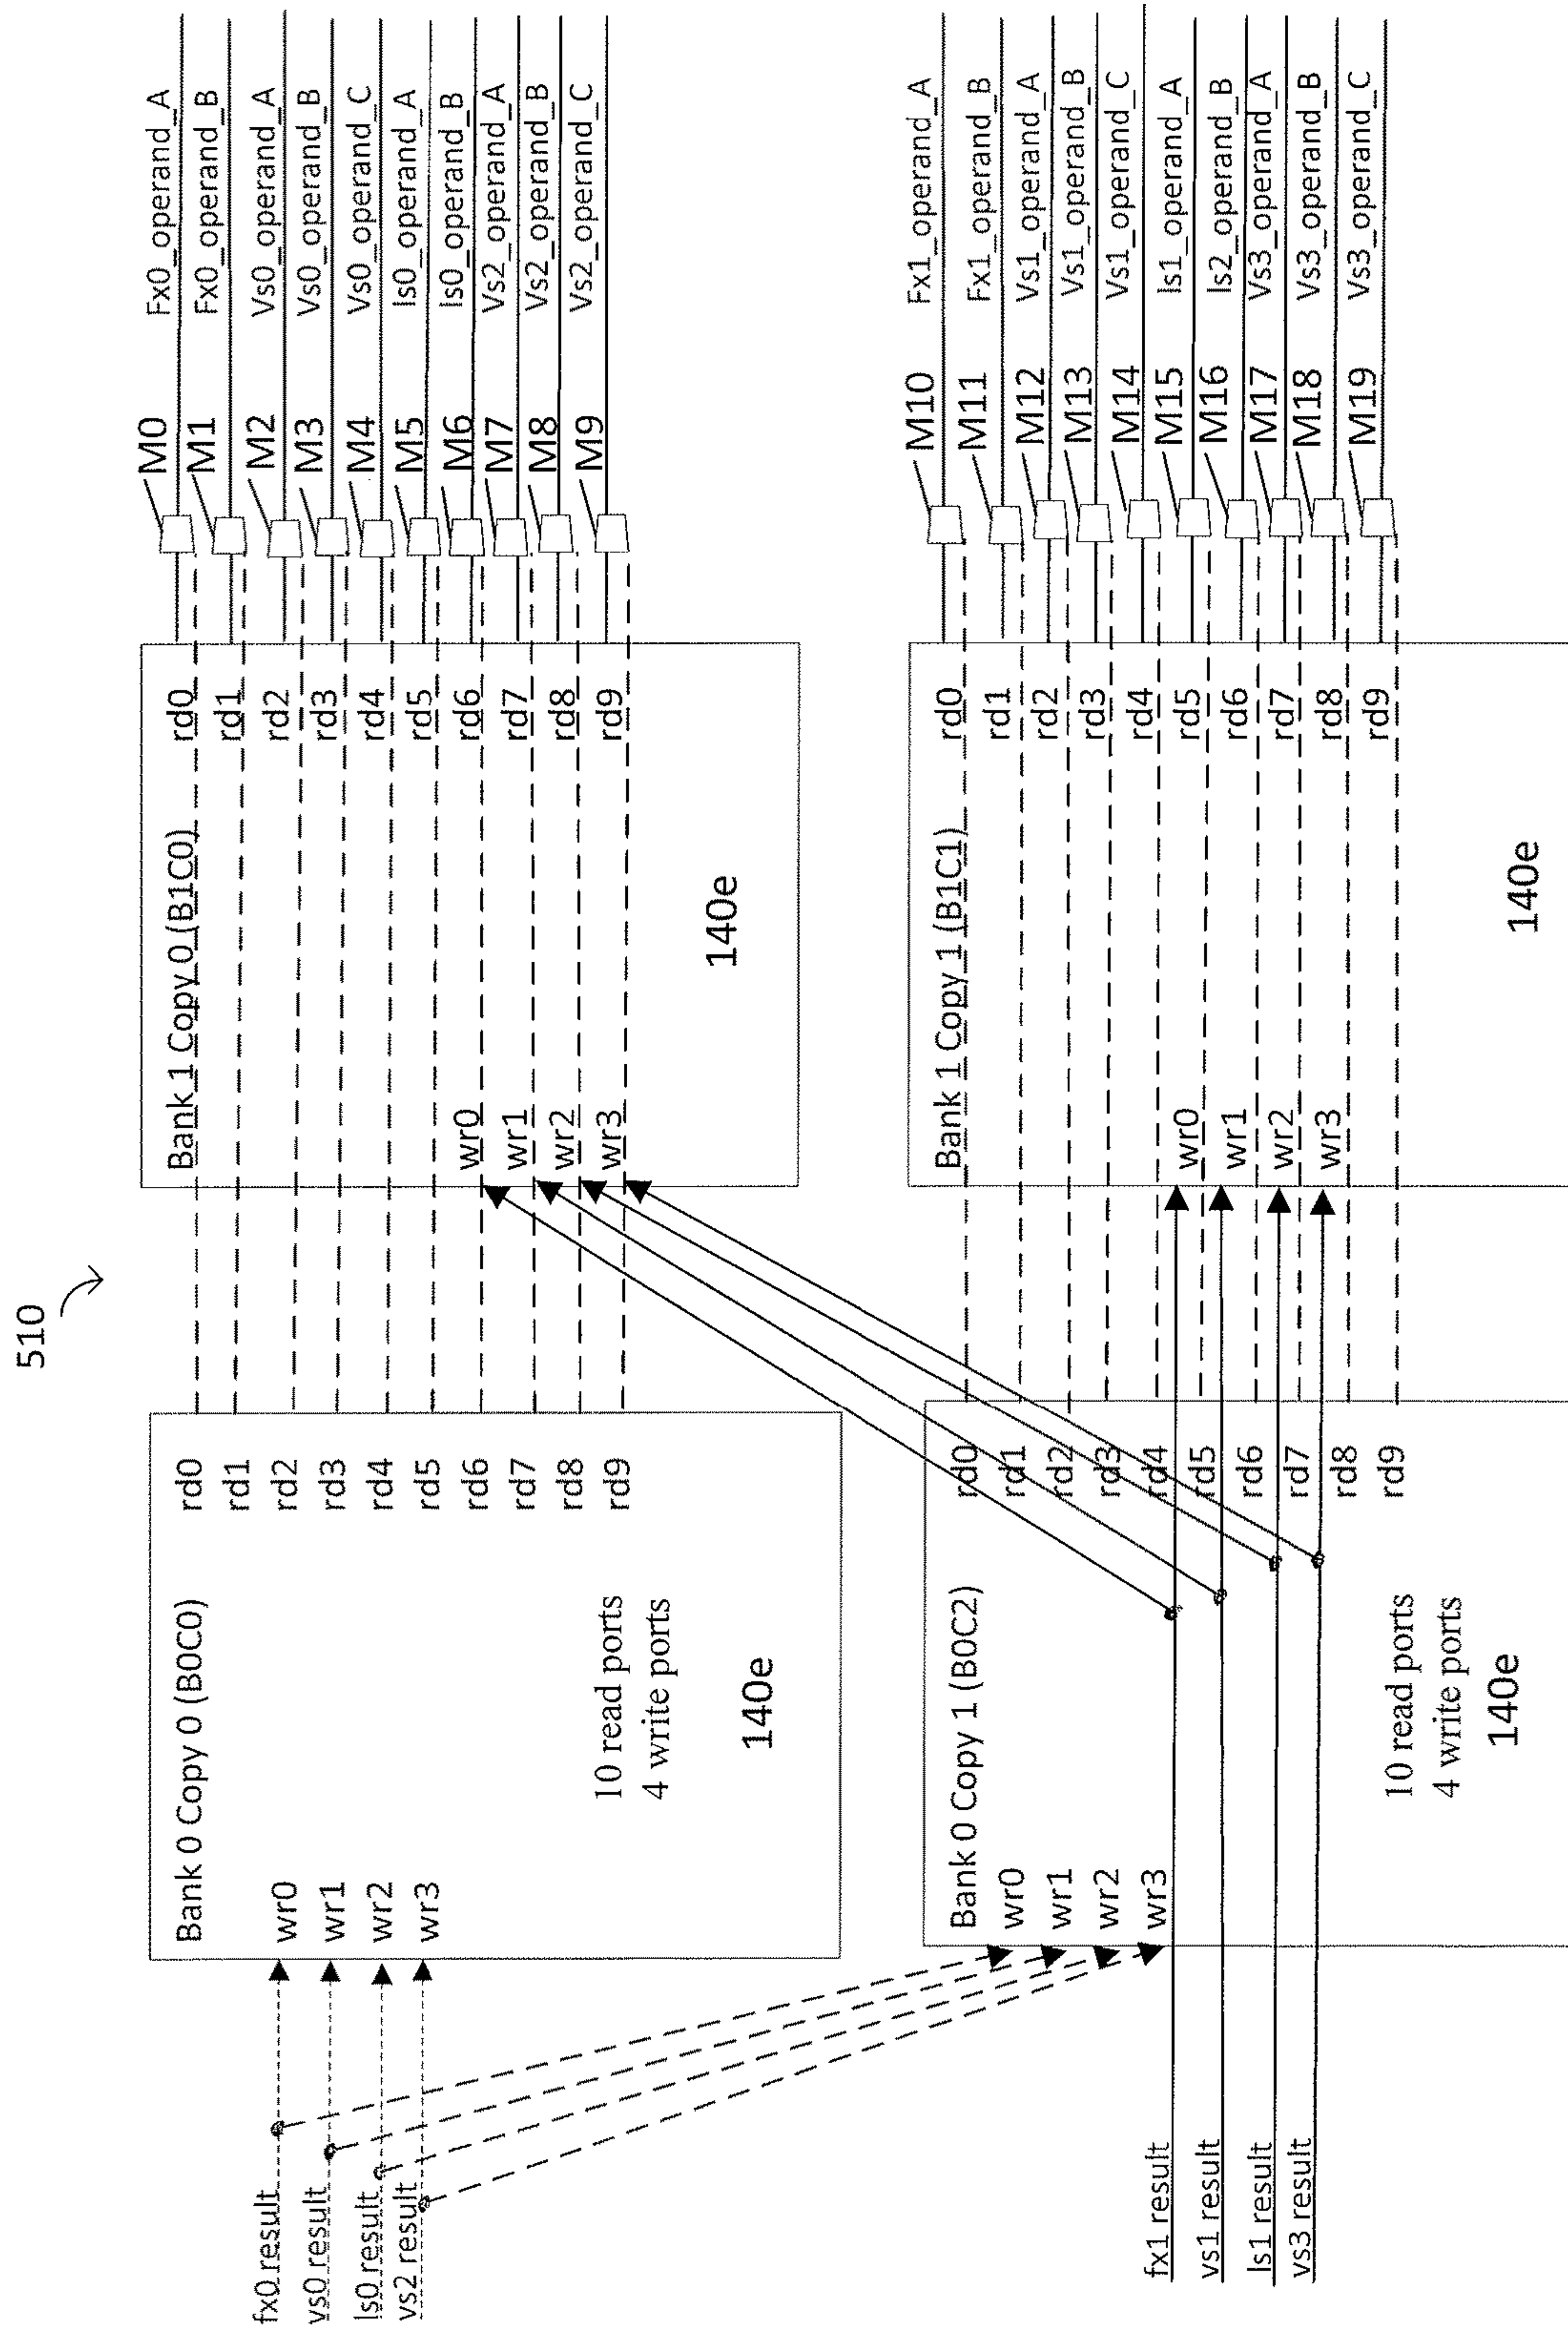 510
Bank 0 Copy 0 (B0C0)
fx0 result
vs0 result
ls0 result
vs2 result
wr0
wr1
wr2
wr3
rd0
rd1
rd2
rd3
rd4
rd5
rd6
rd7
rd8
rd9
10 read ports
4 write ports
140e
Bank 1 Copy 0 (B1C0)
wr0
wr1
wr2
wr3
rd0
rd1
rd2
rd3
rd4
rd5
rd6
rd7
rd8
rd9
140e
M0
M1
M2
M3
M4
M5
M6
M7
M8
M9
Fx0_operand_A
Fx0_operand_B
Vs0_operand_A
Vs0_operand_B
Vs0_operand_C
ls0_operand_A
ls0_operand_B
Vs2_operand_A
Vs2_operand_B
Vs2_operand_C
Bank 0 Copy 1 (B0C2)
wr0
wr1
wr2
wr3
fx1 result
vs1 result
ls1 result
vs3 result
rd0
rd1
rd2
rd3
rd4
rd5
rd6
rd7
rd8
rd9
10 read ports
4 write ports
140e
Bank 1 Copy 1 (B1C1)
wr0
wr1
wr2
wr3
rd0
rd1
rd2
rd3
rd4
rd5
rd6
rd7
rd8
rd9
140e
M10
M11
M12
M13
M14
M15
M16
M17
M18
M19
Fx1_operand_A
Fx1_operand_B
Vs1_operand_A
Vs1_operand_B
Vs1_operand_C
ls1_operand_A
ls2_operand_B
Vs3_operand_A
Vs3_operand_B
Vs3_operand_C